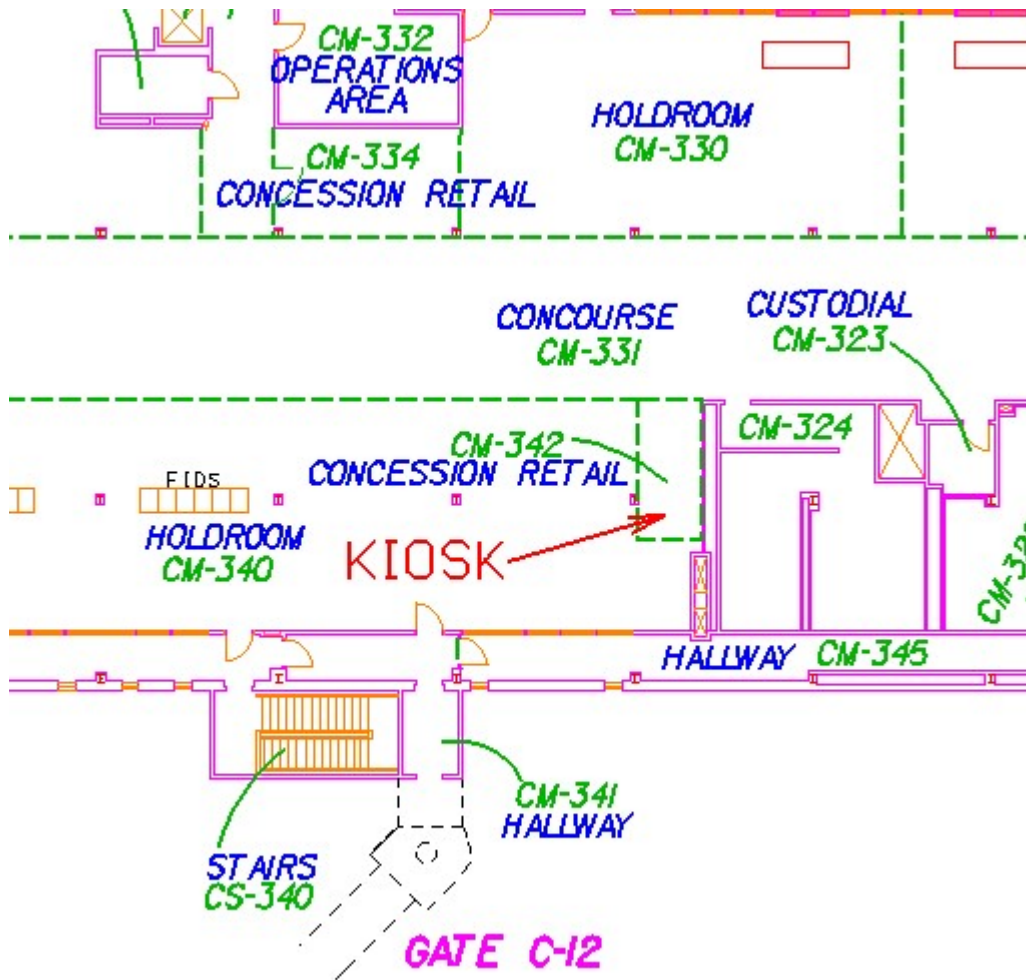 CM-332
OPERATIONS
AREA
HOLDROOM
CM-330
CM-334
CONCESSION RETAIL
CONCOURSE
CM-331
CUSTODIAL
CM-323
CM-324
CM-342
CONCESSION RETAIL
FIDS
HOLDROOM
CM-340
KIOSK
HALLWAY CM-345
CM-341
HALLWAY
STAIRS
CS-340
GATE C-12